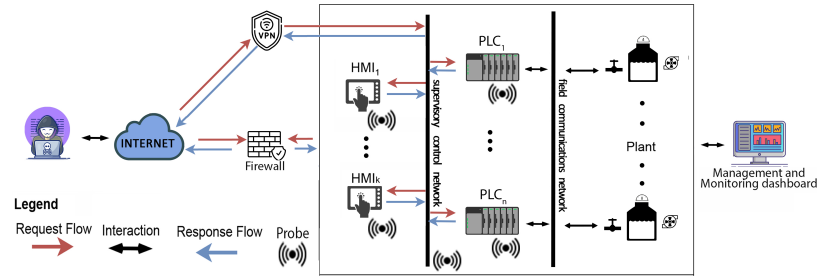 VPN
PLC1
HMI1
supervisory control network
field communications network
INTERNET
Firewall
Plant
Management and
Monitoring dashboard
HMIk
PLCn
Legend
Request Flow
Interaction
Response Flow
Probe